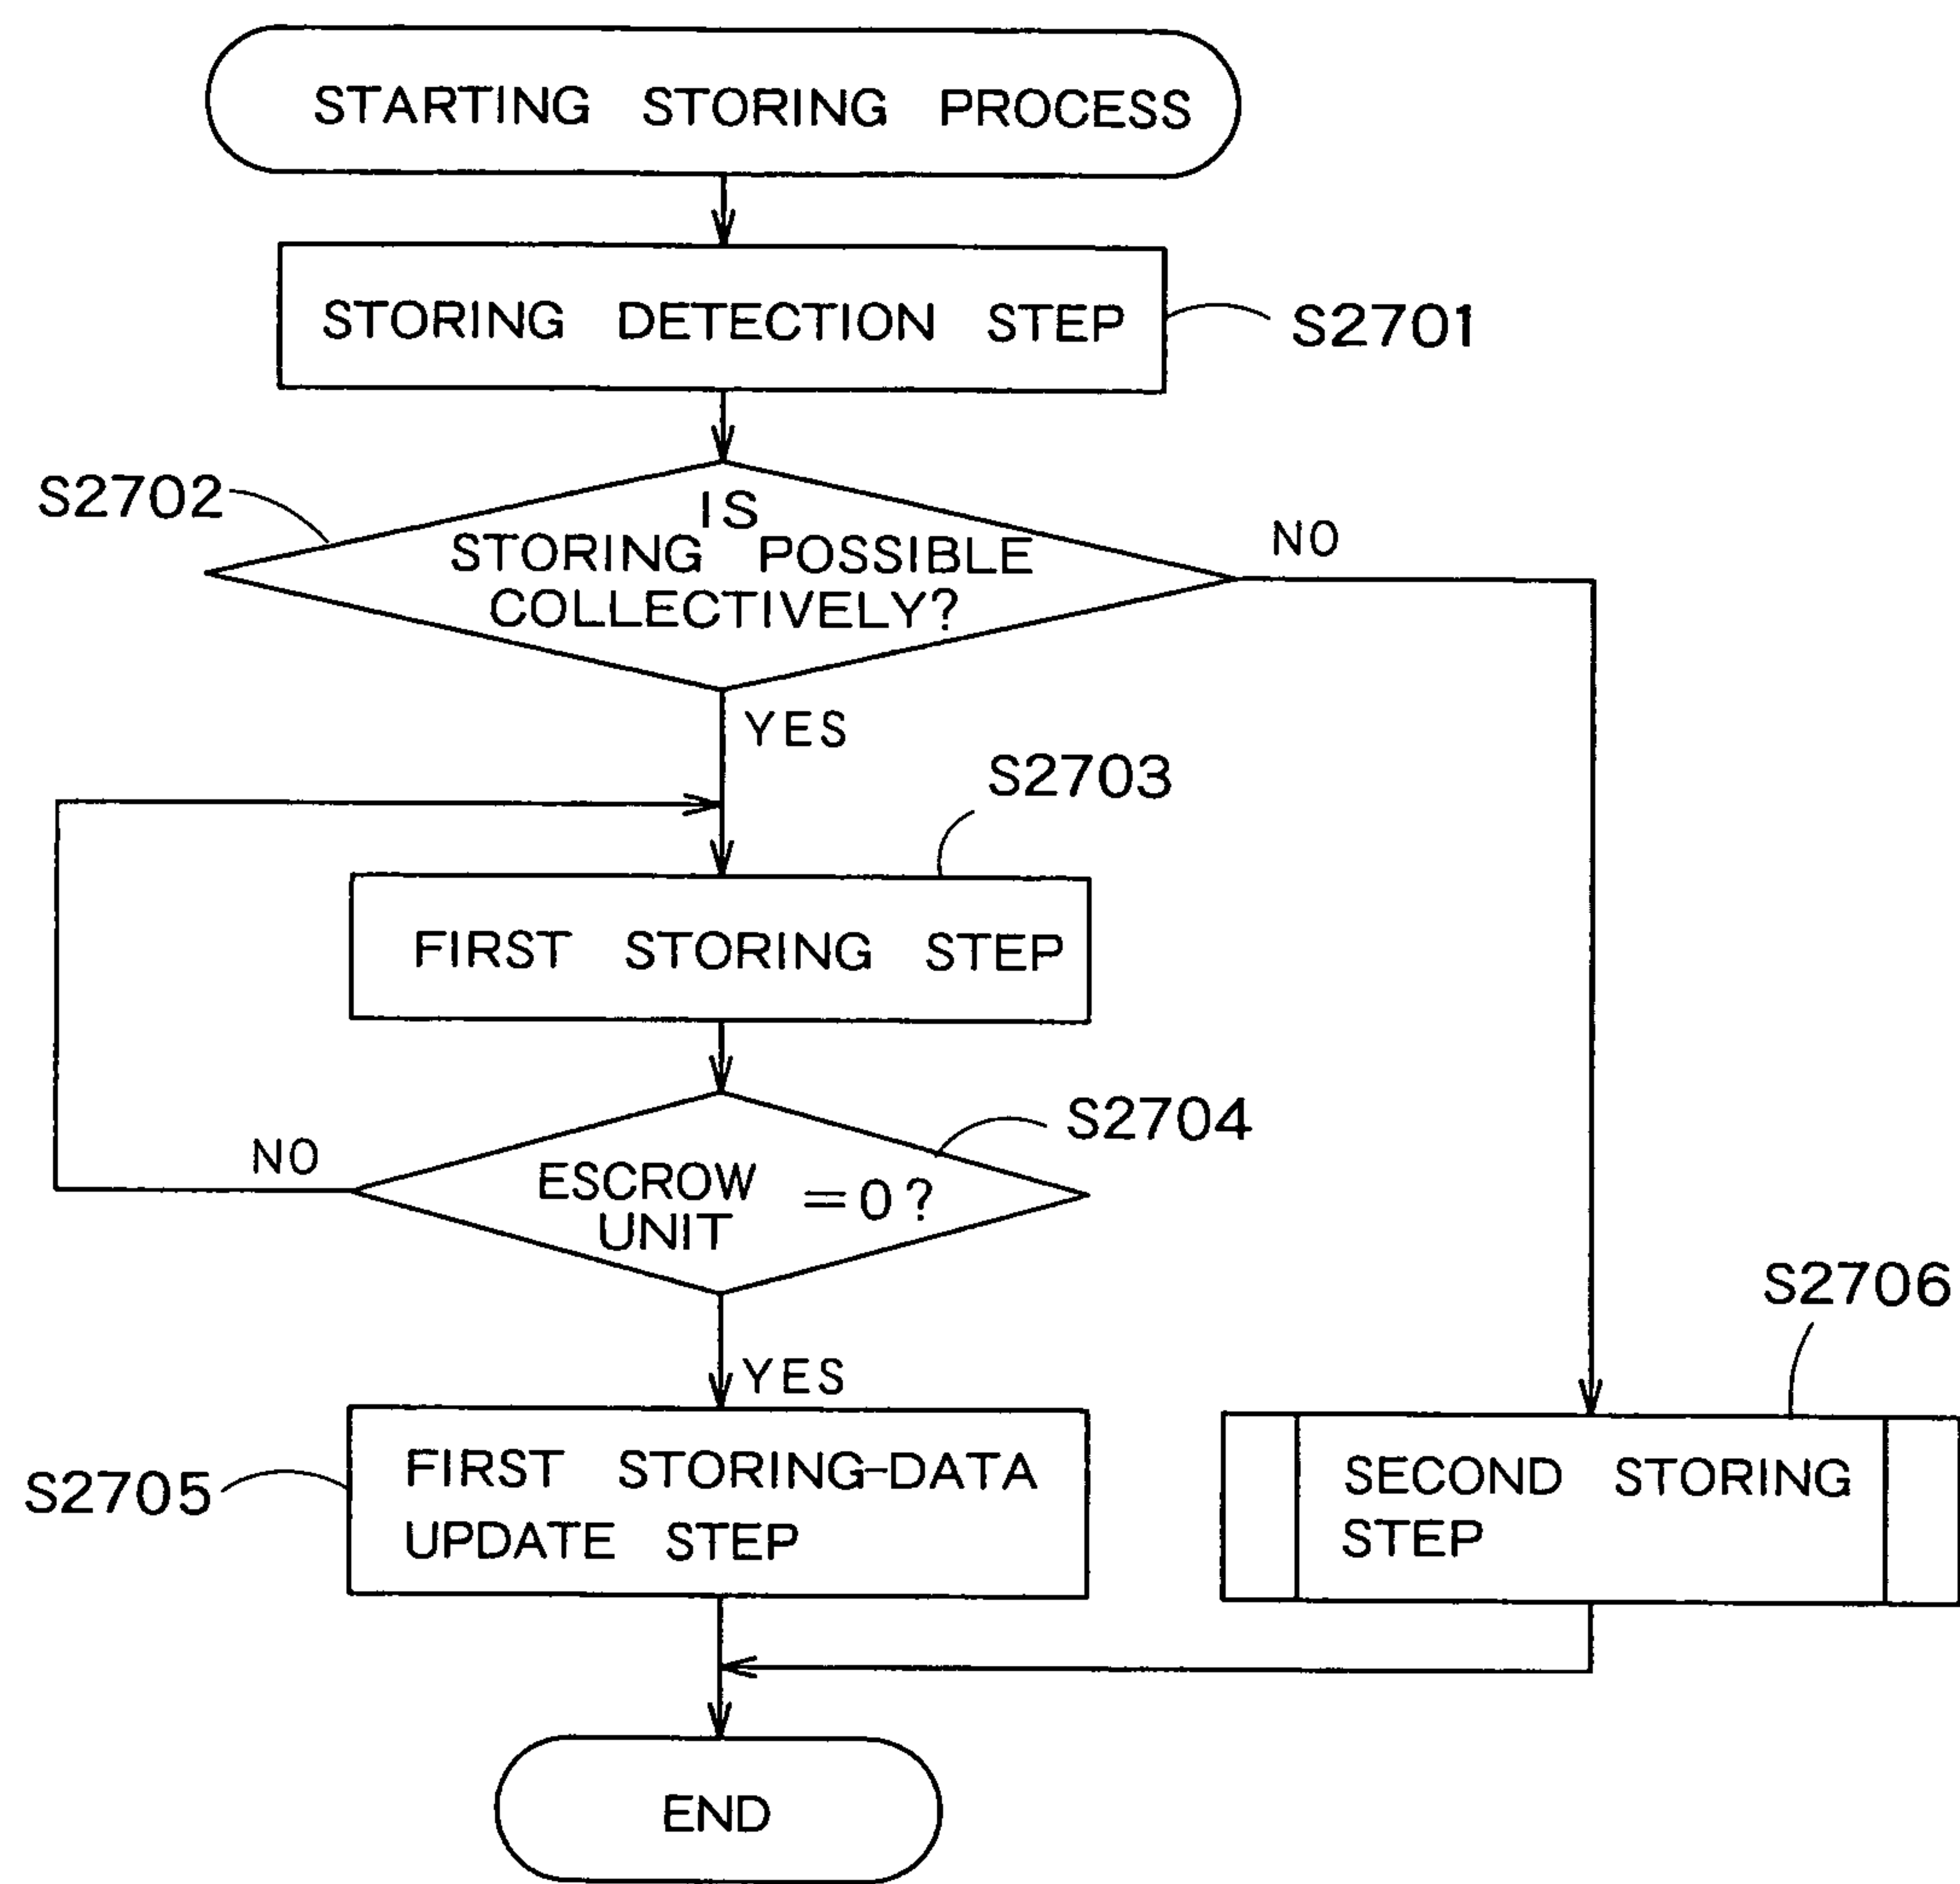 STARTING STORING PROCESS
STORING DETECTION STEP
S2701
S2702
IS
STORING POSSIBLE
COLLECTIVELY?
NO
YES
S2703
FIRST STORING STEP
S2704
NO
ESCROW
UNIT
=0?
YES
S2706
S2705
FIRST STORING-DATA
UPDATE STEP
SECOND STORING
STEP
END